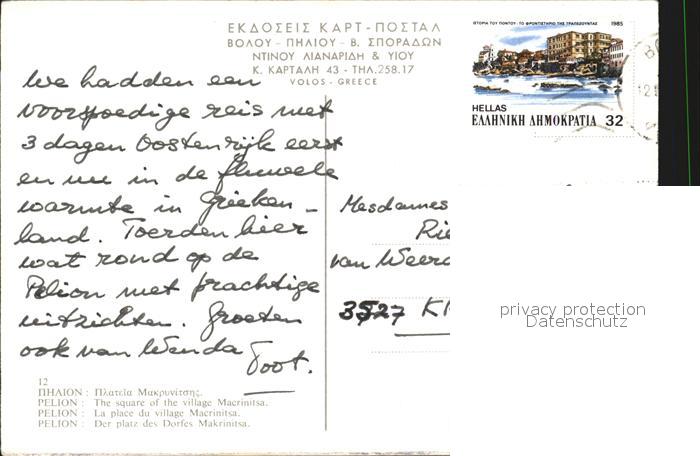 ΕΚΔΟΣΕΙΣ ΚΑΡΤ-ΠΟΣΤΑΛ
ΒΟΛΟΥ - ΠΗΛΙΟΥ - Β. ΣΠΟΡΑΔΩΝ
ΝΤΙΝΟΥ ΛΙΑΝΑΡΙΔΗ & ΥΙΟΥ
Κ. ΚΑΡΤΑΛΗ 43 - ΤΗΛ. 258.17
VOLOS - GREECE
ΙΣΤΟΡΙΑ ΤΟΥ ΠΟΝΤΟΥ - ΤΟ ΦΡΟΝΤΙΣΤΗΡΙΟ ΤΗΣ ΤΡΑΠΕΖΟΥΝΤΑΣ 1985
HELLAS
ΕΛΛΗΝΙΚΗ ΔΗΜΟΚΡΑΤΙΑ 32
We hadden een
voorspoedige reis met
3 dagen Oostenrijk eerst
en nu in de fluwele
warmte in Grieken-
land. Toerden hier
wat rond op de
Pelion met prachtige
uitzichten. Groeten
ook van Wenda
Toot.
Mesdames
Rie
van Weerd
3527 K
privacy protection
Datenschutz
12
ΠΗΛΙΟΝ : Πλατεῖα Μακρυνίτσης.
PELION : The square of the village Macrinitsa.
PELION : La place du village Macrinitsa.
PELION : Der platz des Dorfes Makrinitsa.